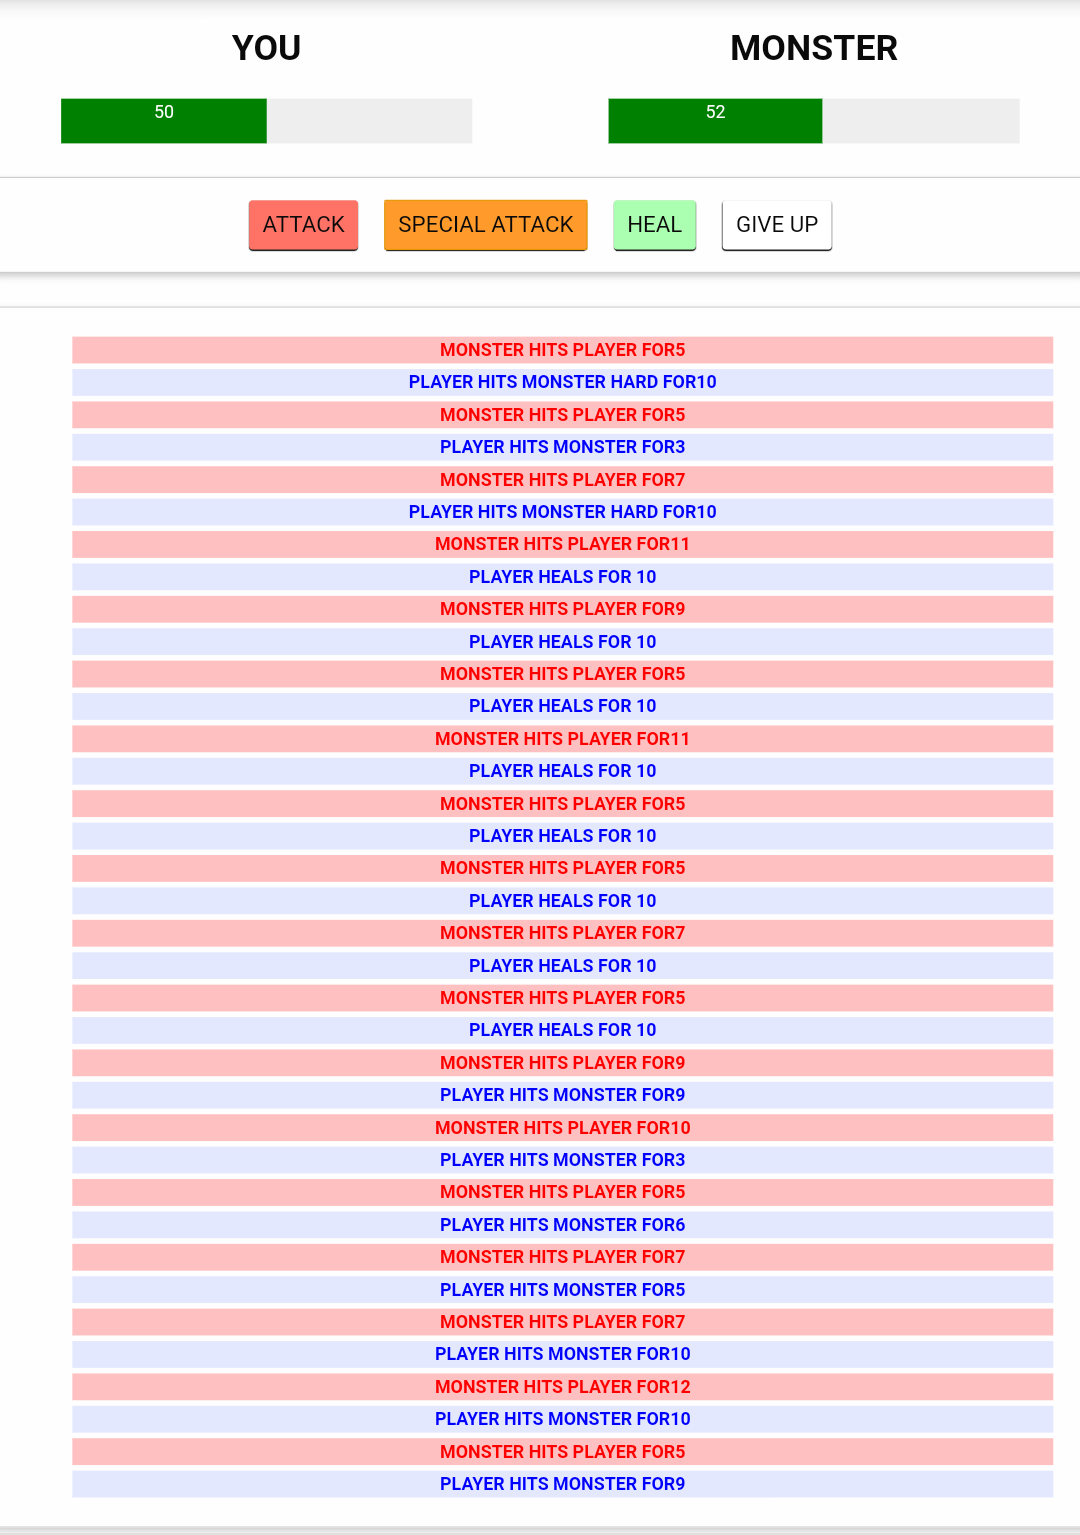 YOU
MONSTER
50
52
ATTACK
SPECIAL ATTACK
HEAL
GIVE UP
MONSTER HITS PLAYER FOR5
PLAYER HITS MONSTER HARD FOR10
MONSTER HITS PLAYER FOR5
PLAYER HITS MONSTER FOR3
MONSTER HITS PLAYER FOR7
PLAYER HITS MONSTER HARD FOR10
MONSTER HITS PLAYER FOR11
PLAYER HEALS FOR 10
MONSTER HITS PLAYER FOR9
PLAYER HEALS FOR 10
MONSTER HITS PLAYER FOR5
PLAYER HEALS FOR 10
MONSTER HITS PLAYER FOR11
PLAYER HEALS FOR 10
MONSTER HITS PLAYER FOR5
PLAYER HEALS FOR 10
MONSTER HITS PLAYER FOR5
PLAYER HEALS FOR 10
MONSTER HITS PLAYER FOR7
PLAYER HEALS FOR 10
MONSTER HITS PLAYER FOR5
PLAYER HEALS FOR 10
MONSTER HITS PLAYER FOR9
PLAYER HITS MONSTER FOR9
MONSTER HITS PLAYER FOR10
PLAYER HITS MONSTER FOR3
MONSTER HITS PLAYER FOR5
PLAYER HITS MONSTER FOR6
MONSTER HITS PLAYER FOR7
PLAYER HITS MONSTER FOR5
MONSTER HITS PLAYER FOR7
PLAYER HITS MONSTER FOR10
MONSTER HITS PLAYER FOR12
PLAYER HITS MONSTER FOR10
MONSTER HITS PLAYER FOR5
PLAYER HITS MONSTER FOR9